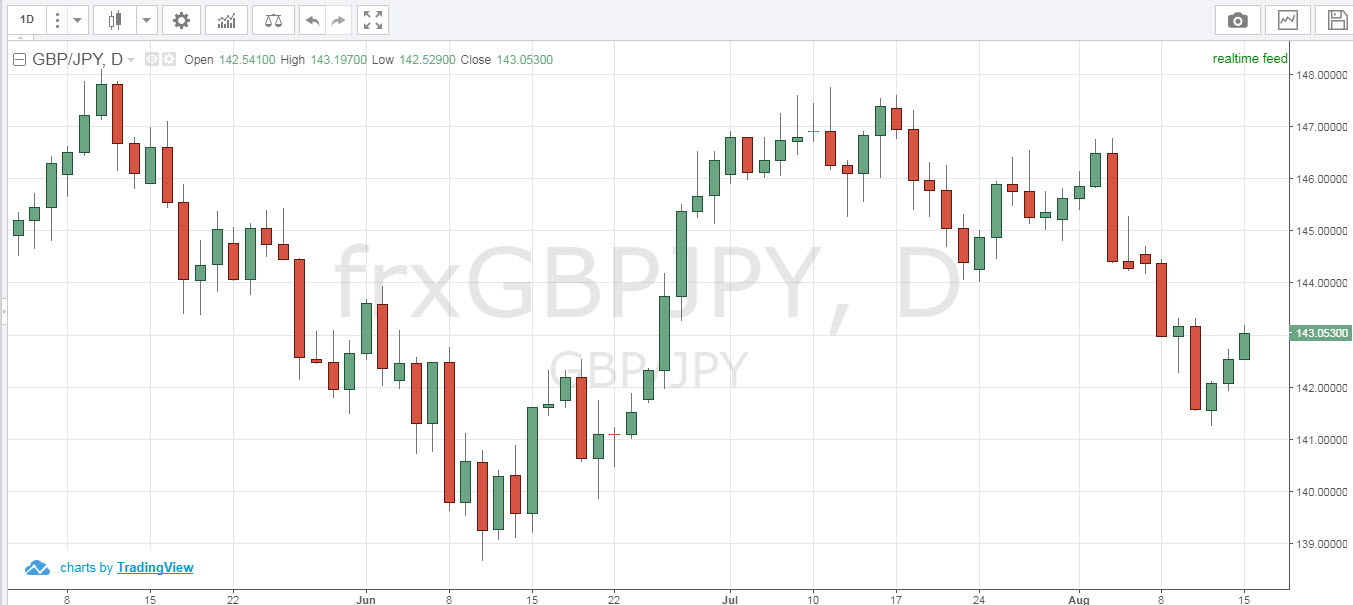 1D
GBP/JPY, D Open 142.54100 High 143.19700 Low 142.52900 Close 143.05300
realtime feed
148.00000
147.00000
146.00000
145.00000
144.00000
143.05300
142.00000
141.00000
140.00000
139.00000
frxGBPJPY, D
GBP/JPY
charts by TradingView
8 15 22 Jun 8 15 22 Jul 10 17 24 Aug 8 15